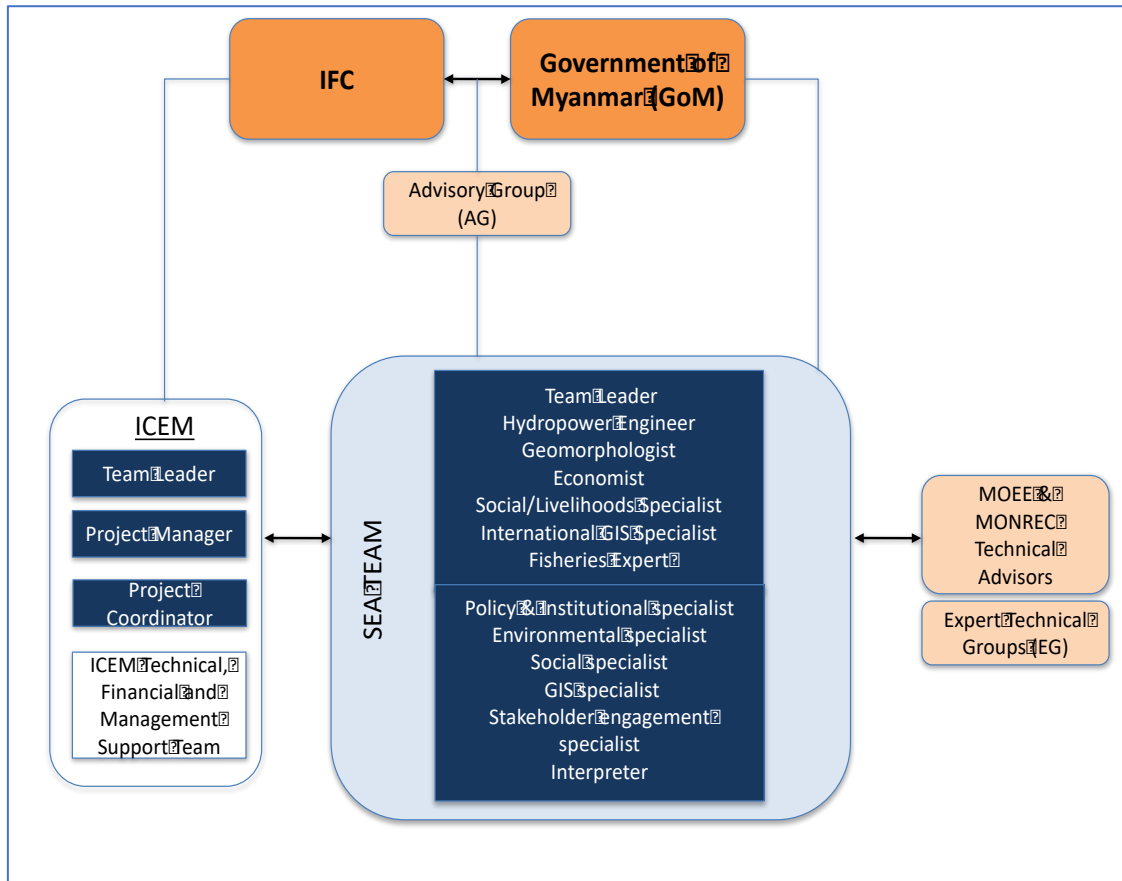 IFC
Government of
Myanmar (GoM)
Advisory Group
(AG)
ICEM
Team Leader
Project Manager
Project
Coordinator
ICEM Technical,
Financial and
Management
Support Team
SEA TEAM
Team Leader
Hydropower Engineer
Geomorphologist
Economist
Social/Livelihoods Specialist
International GIS Specialist
Fisheries Expert
Policy & Institutional specialist
Environmental specialist
Social specialist
GIS specialist
Stakeholder engagement
specialist
Interpreter
MOEE &
MONREC
Technical
Advisors
Expert Technical
Groups (EG)